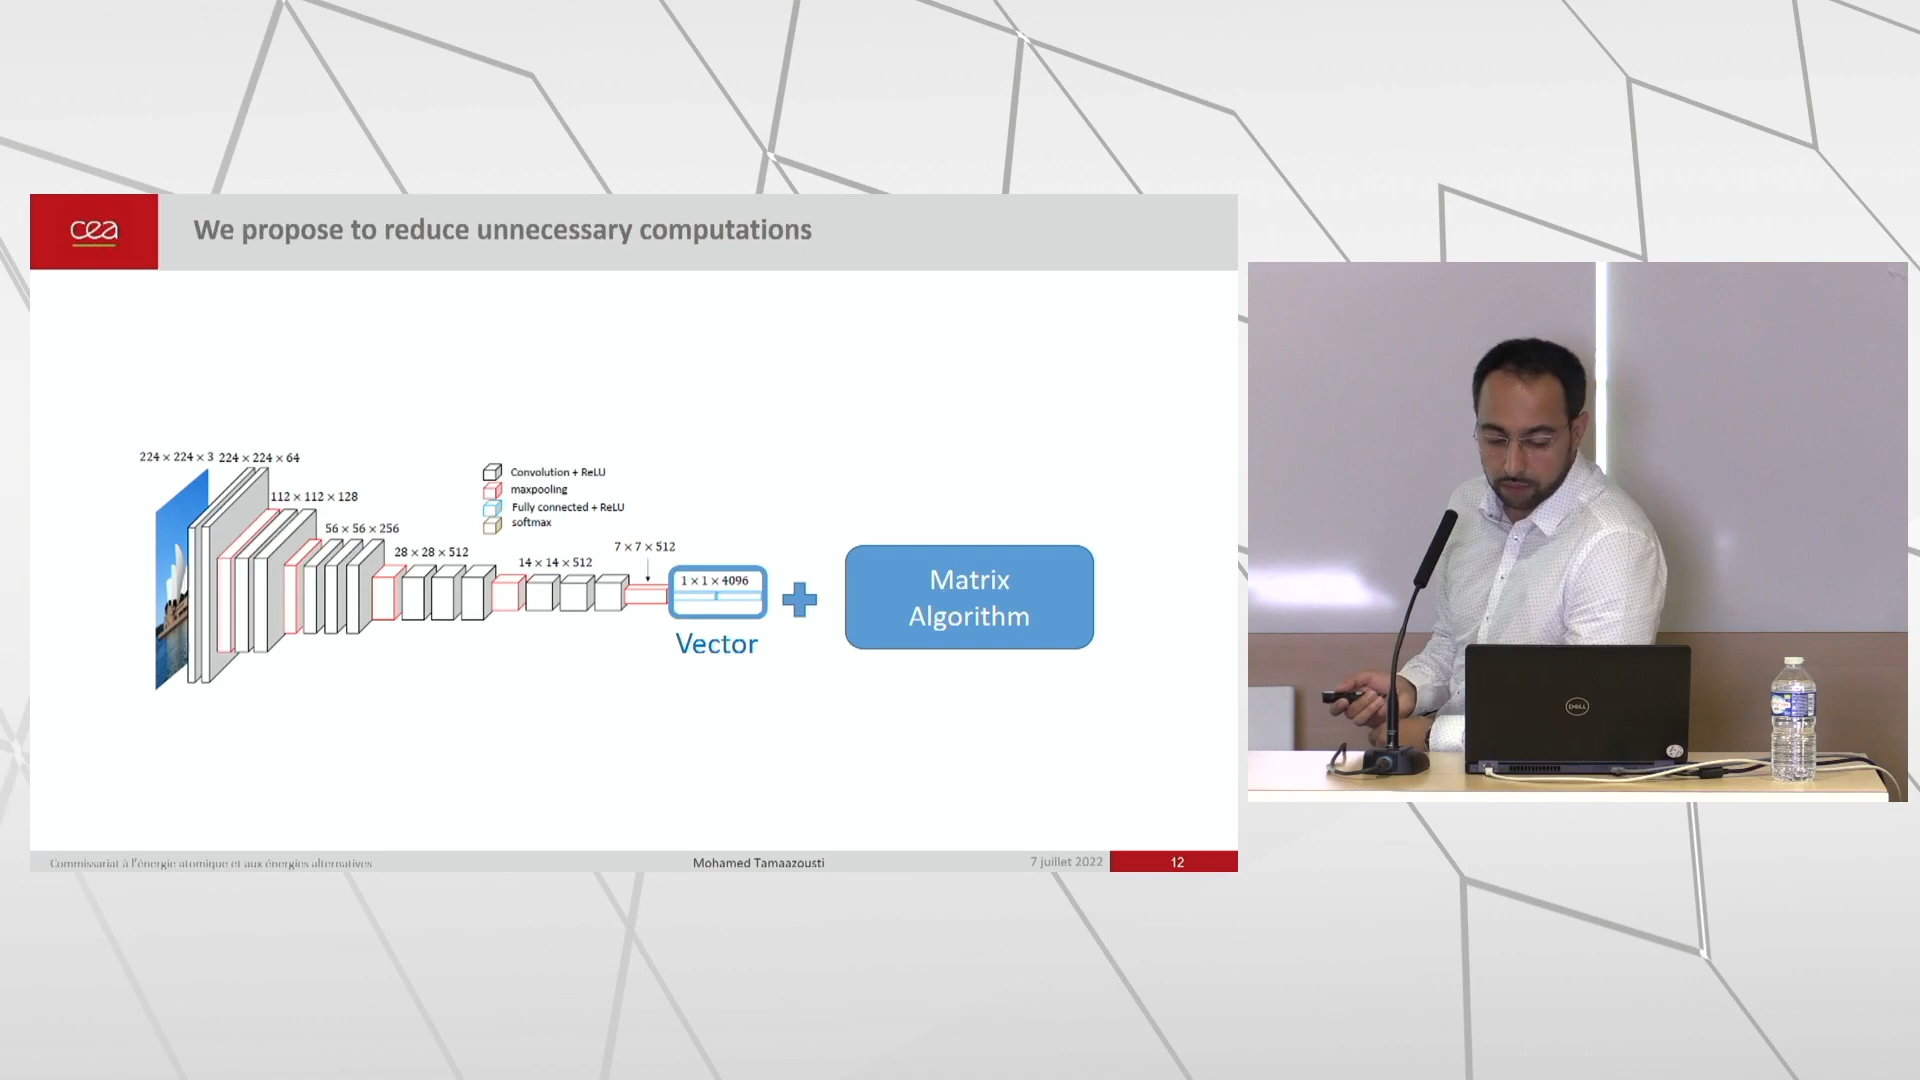 cea
We propose to reduce unnecessary computations
224 × 224 × 3 224 × 224 × 64
112 × 112 × 128
56 × 56 × 256
28 × 28 × 512
14 × 14 × 512
7 × 7 × 512
1 × 1 × 4096
Convolution + ReLU
maxpooling
Fully connected + ReLU
softmax
Vector
Matrix
Algorithm
Commissariat à l'énergie atomique et aux énergies alternatives
Mohamed Tamaazousti
7 juillet 2022
12
DELL